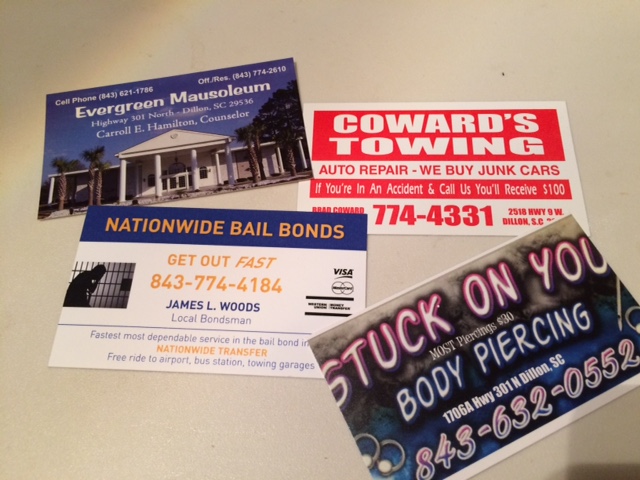 Cell Phone (843) 621-1786 Off./Res. (843) 774-2610
Evergreen Mausoleum
Highway 301 North - Dillon, SC 29536
Carroll E. Hamilton, Counselor
COWARD'S
TOWING
AUTO REPAIR - WE BUY JUNK CARS
If You're In An Accident & Call Us You'll Receive $100
BRAD COWARD 774-4331 2518 HWY 9 W.
DILLON, S.C.
NATIONWIDE BAIL BONDS
GET OUT FAST
843-774-4184
JAMES L. WOODS
Local Bondsman
VISA
MasterCard
WESTERN UNION MONEY TRANSFER
Fastest most dependable service in the bail bond in
NATIONWIDE TRANSFER
Free ride to airport, bus station, towing garages
STUCK ON YOU
MOST Piercings $30
BODY PIERCING
1706A Hwy 301 N Dillon, SC
843-632-0552